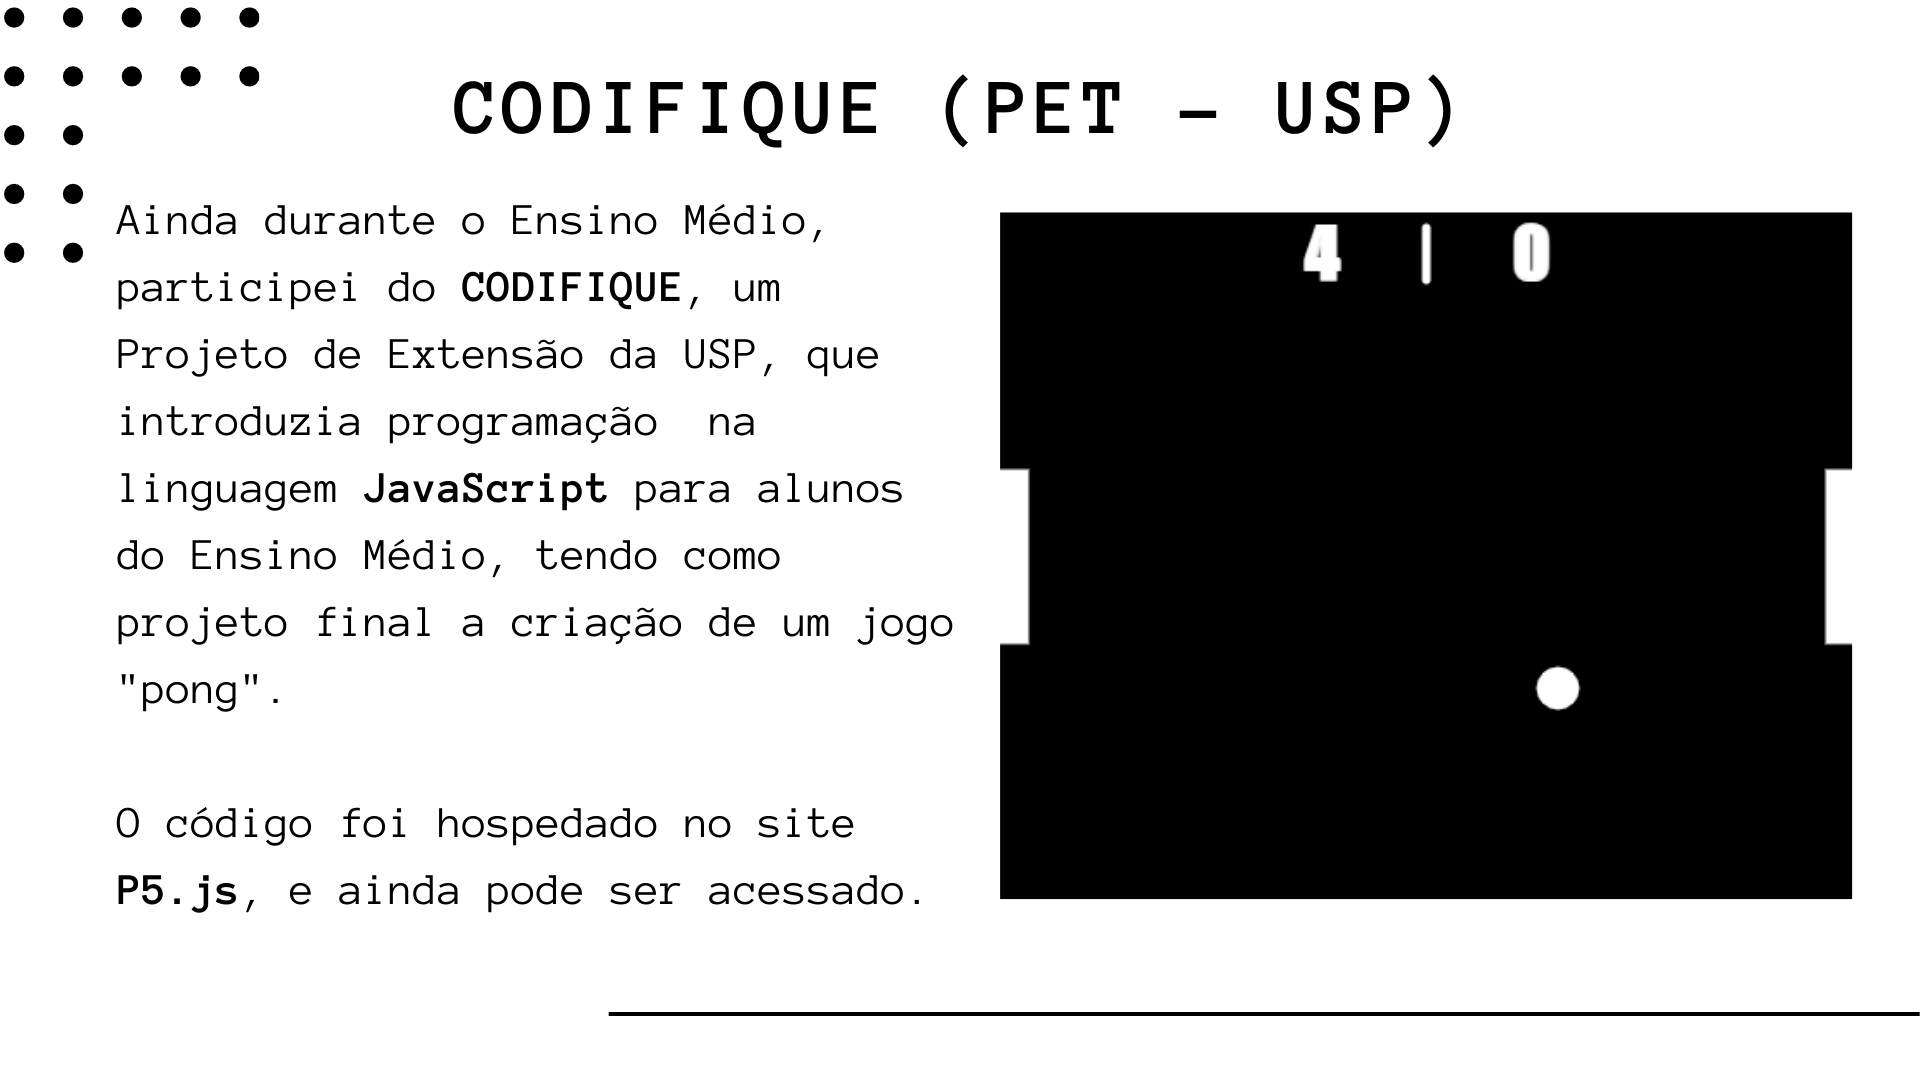 CODIFIQUE (PET – USP)
Ainda durante o Ensino Médio,
participei do CODIFIQUE, um
Projeto de Extensão da USP, que
introduzia programação  na
linguagem JavaScript para alunos
do Ensino Médio, tendo como
projeto final a criação de um jogo
"pong".
O código foi hospedado no site
P5.js, e ainda pode ser acessado.
4 | 0